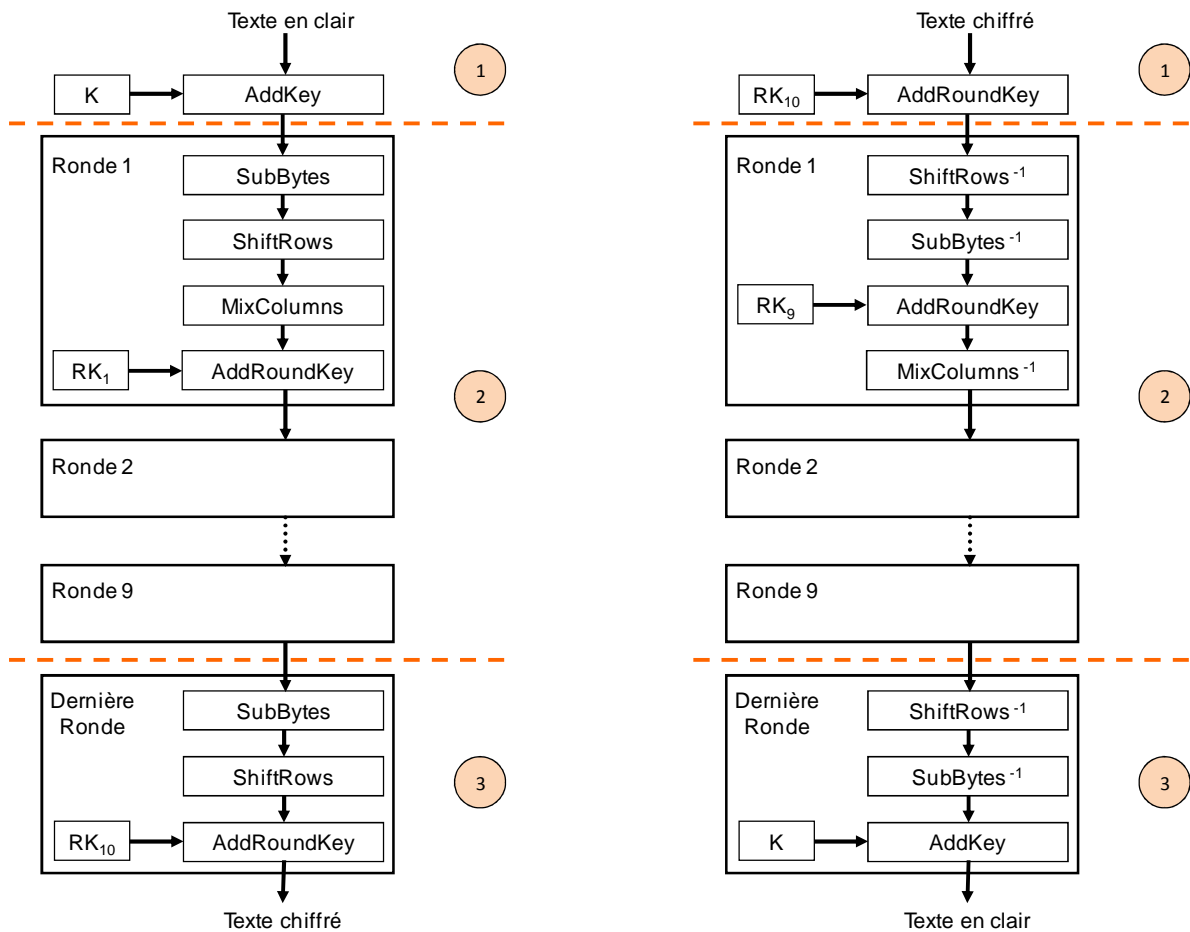 Texte en clair
1
K
AddKey
Ronde 1
SubBytes
ShiftRows
MixColumns
RK₁
AddRoundKey
2
Ronde 2
Ronde 9
Dernière
Ronde
SubBytes
ShiftRows
3
RK₁₀
AddRoundKey
Texte chiffré
Texte chiffré
1
RK₁₀
AddRoundKey
Ronde 1
ShiftRows⁻¹
SubBytes⁻¹
RK₉
AddRoundKey
MixColumns⁻¹
2
Ronde 2
Ronde 9
Dernière
Ronde
ShiftRows⁻¹
SubBytes⁻¹
3
K
AddKey
Texte en clair